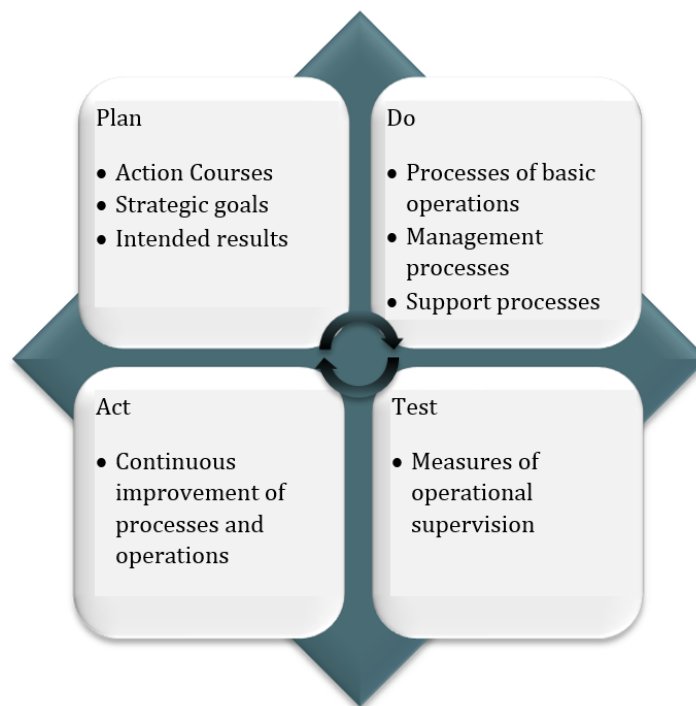 Plan
• Action Courses
• Strategic goals
• Intended results
Do
• Processes of basic
operations
• Management
processes
• Support processes
Act
• Continuous
improvement of
processes and
operations
Test
• Measures of
operational
supervision